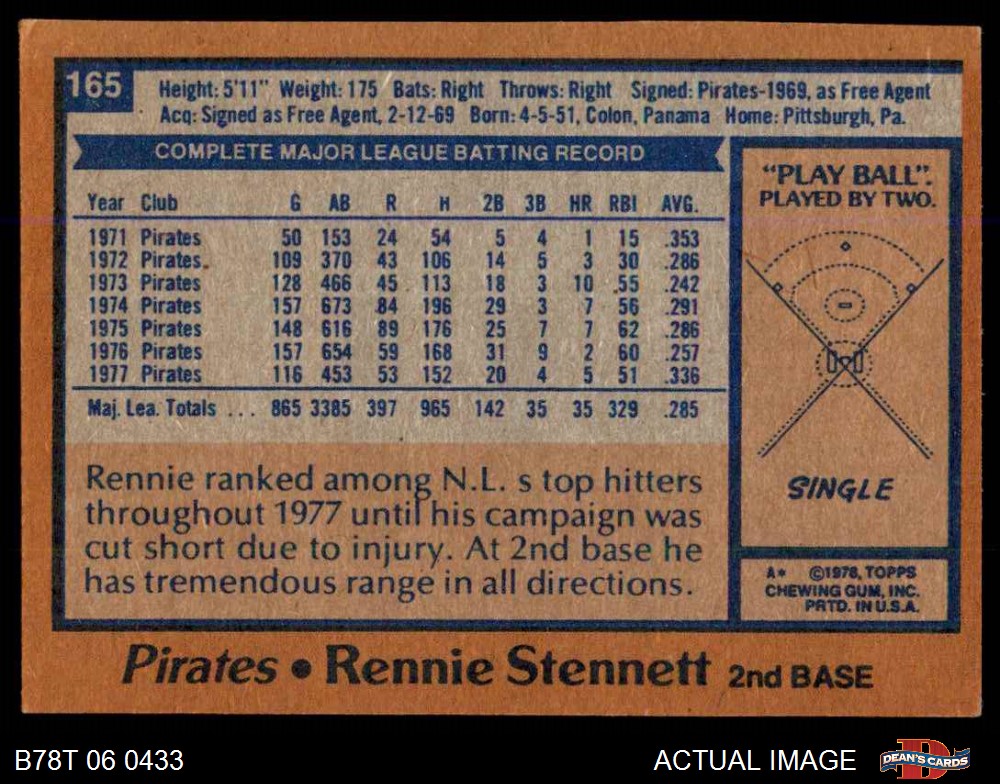 165
Height: 5'11" Weight: 175 Bats: Right Throws: Right Signed: Pirates-1969, as Free Agent
Acq: Signed as Free Agent, 2-12-69 Born: 4-5-51, Colon, Panama Home: Pittsburgh, Pa.
COMPLETE MAJOR LEAGUE BATTING RECORD
Year Club G AB R H 2B 3B HR RBI AVG.
1971 Pirates 50 153 24 54 5 4 1 15 .353
1972 Pirates 109 370 43 106 14 5 3 30 .286
1973 Pirates 128 466 45 113 18 3 10 55 .242
1974 Pirates 157 673 84 196 29 3 7 56 .291
1975 Pirates 148 616 89 176 25 7 7 62 .286
1976 Pirates 157 654 59 168 31 9 2 60 .257
1977 Pirates 116 453 53 152 20 4 5 51 .336
Maj. Lea. Totals ... 865 3385 397 965 142 35 35 329 .285
Rennie ranked among N.L. s top hitters
throughout 1977 until his campaign was
cut short due to injury. At 2nd base he
has tremendous range in all directions.
"PLAY BALL".
PLAYED BY TWO.
SINGLE
A* ©1978, TOPPS
CHEWING GUM, INC.
PRTD. IN U.S.A.
Pirates • Rennie Stennett 2nd BASE
B78T 06 0433
ACTUAL IMAGE
D
DEAN'S CARDS